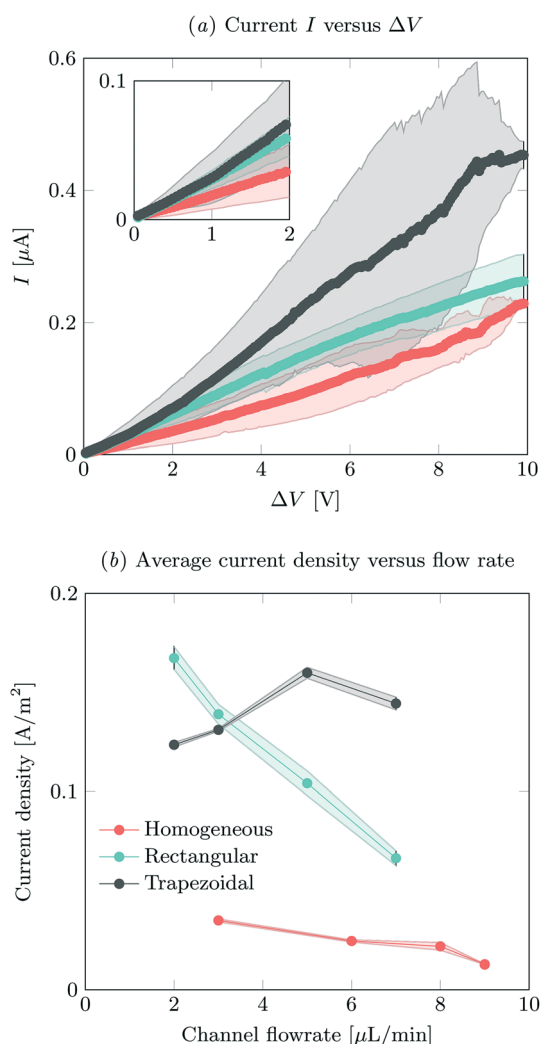 (a) Current I versus ΔV
0.6
0.4
0.2
0
I [μA]
0.1
0
0
1
2
0
2
4
6
8
10
ΔV [V]
(b) Average current density versus flow rate
0.2
0.1
0
Current density [A/m²]
Homogeneous
Rectangular
Trapezoidal
0
2
4
6
8
10
Channel flowrate [μL/min]